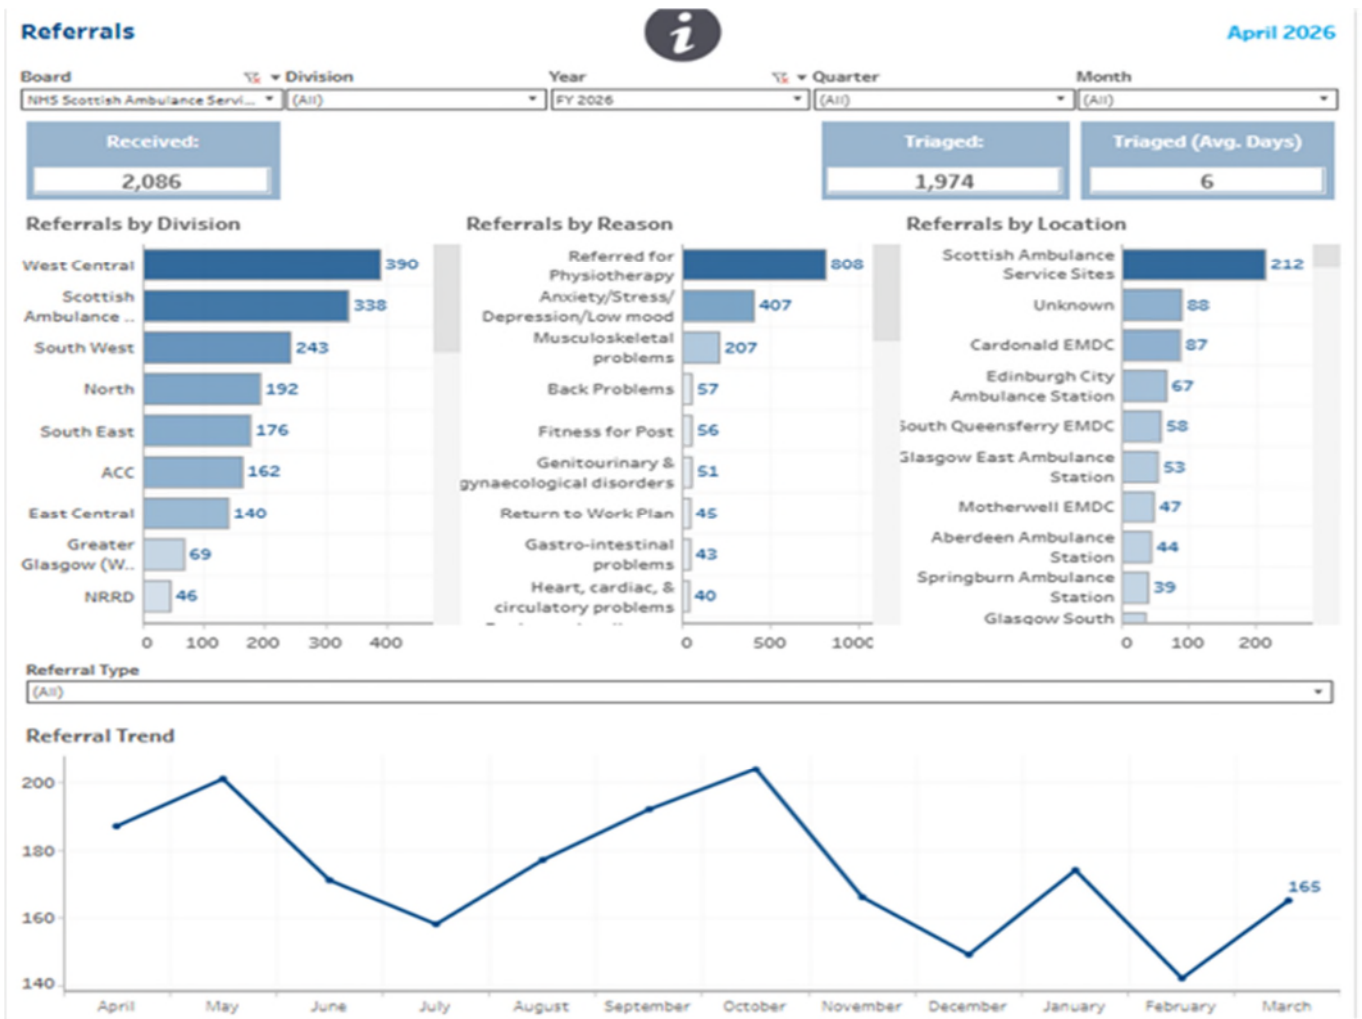 Referrals
i
April 2026
Board
Division
Year
Quarter
Month
NHS Scottish Ambulance Servi...
(All)
FY 2026
(All)
(All)
Received:
2,086
Triaged:
1,974
Triaged (Avg. Days)
6
Referrals by Division
West Central
390
Scottish
Ambulance ..
338
South West
243
North
192
South East
176
ACC
162
East Central
140
Greater
Glasgow (W..
69
NRRD
46
0 100 200 300 400
Referrals by Reason
Referred for
Physiotherapy
808
Anxiety/Stress/
Depression/Low mood
407
Musculoskeletal
problems
207
Back Problems
57
Fitness for Post
56
Genitourinary &
gynaecological disorders
51
Return to Work Plan
45
Gastro-intestinal
problems
43
Heart, cardiac, &
circulatory problems
40
0 500 1000
Referrals by Location
Scottish Ambulance
Service Sites
212
Unknown
88
Cardonald EMDC
87
Edinburgh City
Ambulance Station
67
South Queensferry EMDC
58
Glasgow East Ambulance
Station
53
Motherwell EMDC
47
Aberdeen Ambulance
Station
44
Springburn Ambulance
Station
39
Glasgow South
0 100 200
Referral Type
(All)
Referral Trend
200
180
160
140
165
April May June July August September October November December January February March